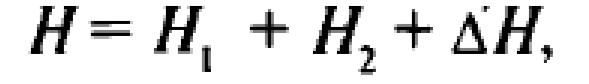 H = H₁ + H₂ + ΔH,